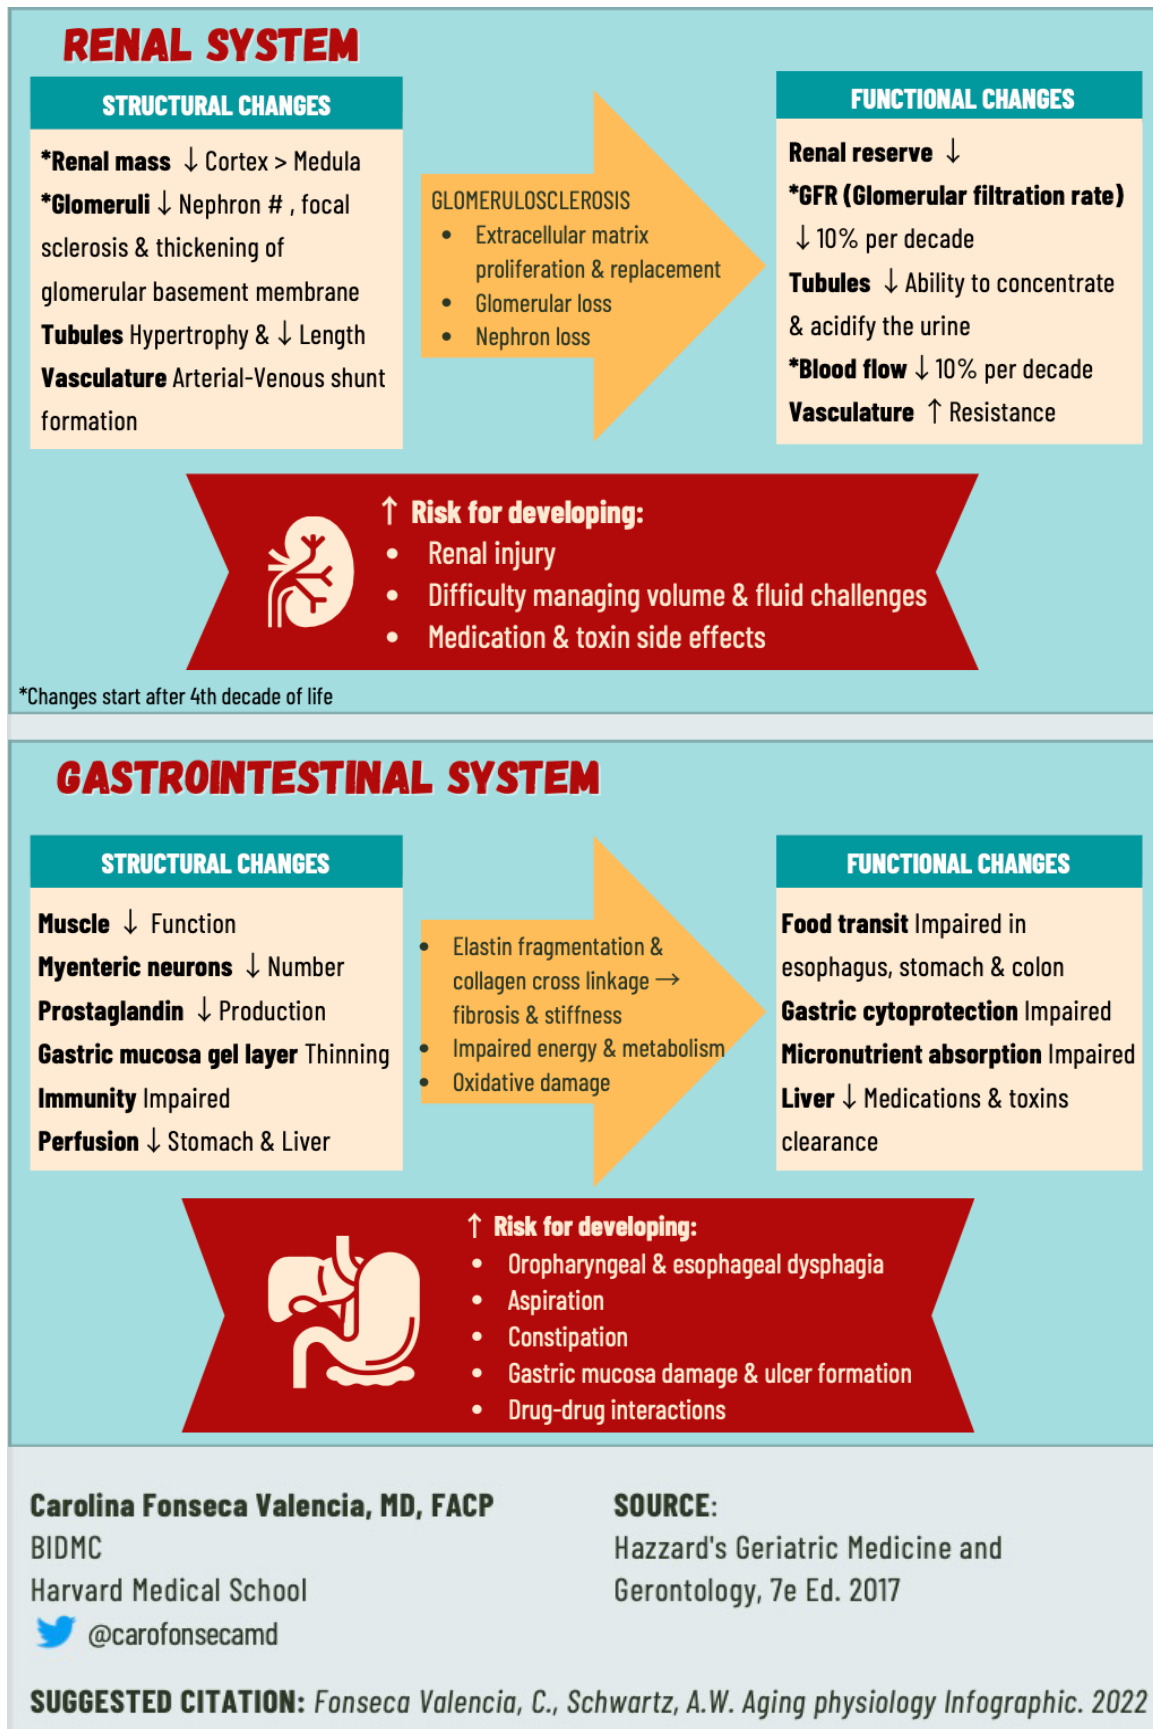 RENAL SYSTEM
STRUCTURAL CHANGES
*Renal mass ↓ Cortex > Medula
*Glomeruli ↓ Nephron # , focal
sclerosis & thickening of
glomerular basement membrane
Tubules Hypertrophy & ↓ Length
Vasculature Arterial-Venous shunt
formation
GLOMERULOSCLEROSIS
• Extracellular matrix
proliferation & replacement
• Glomerular loss
• Nephron loss
FUNCTIONAL CHANGES
Renal reserve ↓
*GFR (Glomerular filtration rate)
↓ 10% per decade
Tubules ↓ Ability to concentrate
& acidify the urine
*Blood flow ↓ 10% per decade
Vasculature ↑ Resistance
↑ Risk for developing:
• Renal injury
• Difficulty managing volume & fluid challenges
• Medication & toxin side effects
*Changes start after 4th decade of life
GASTROINTESTINAL SYSTEM
STRUCTURAL CHANGES
Muscle ↓ Function
Myenteric neurons ↓ Number
Prostaglandin ↓ Production
Gastric mucosa gel layer Thinning
Immunity Impaired
Perfusion ↓ Stomach & Liver
• Elastin fragmentation &
collagen cross linkage →
fibrosis & stiffness
• Impaired energy & metabolism
• Oxidative damage
FUNCTIONAL CHANGES
Food transit Impaired in
esophagus, stomach & colon
Gastric cytoprotection Impaired
Micronutrient absorption Impaired
Liver ↓ Medications & toxins
clearance
↑ Risk for developing:
• Oropharyngeal & esophageal dysphagia
• Aspiration
• Constipation
• Gastric mucosa damage & ulcer formation
• Drug-drug interactions
Carolina Fonseca Valencia, MD, FACP
BIDMC
Harvard Medical School
@carofonsecamd
SOURCE:
Hazzard's Geriatric Medicine and
Gerontology, 7e Ed. 2017
SUGGESTED CITATION: Fonseca Valencia, C., Schwartz, A.W. Aging physiology Infographic. 2022